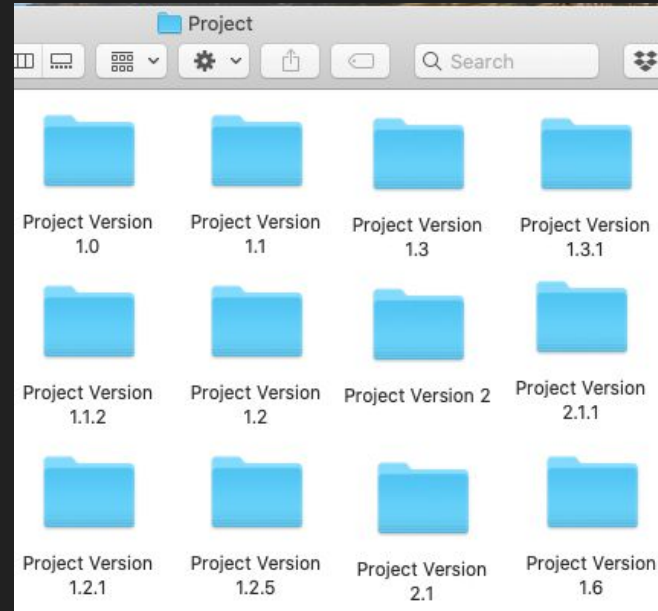 Project
Search
Project Version
1.0
Project Version
1.1
Project Version
1.3
Project Version
1.3.1
Project Version
1.1.2
Project Version
1.2
Project Version 2
Project Version
2.1.1
Project Version
1.2.1
Project Version
1.2.5
Project Version
2.1
Project Version
1.6